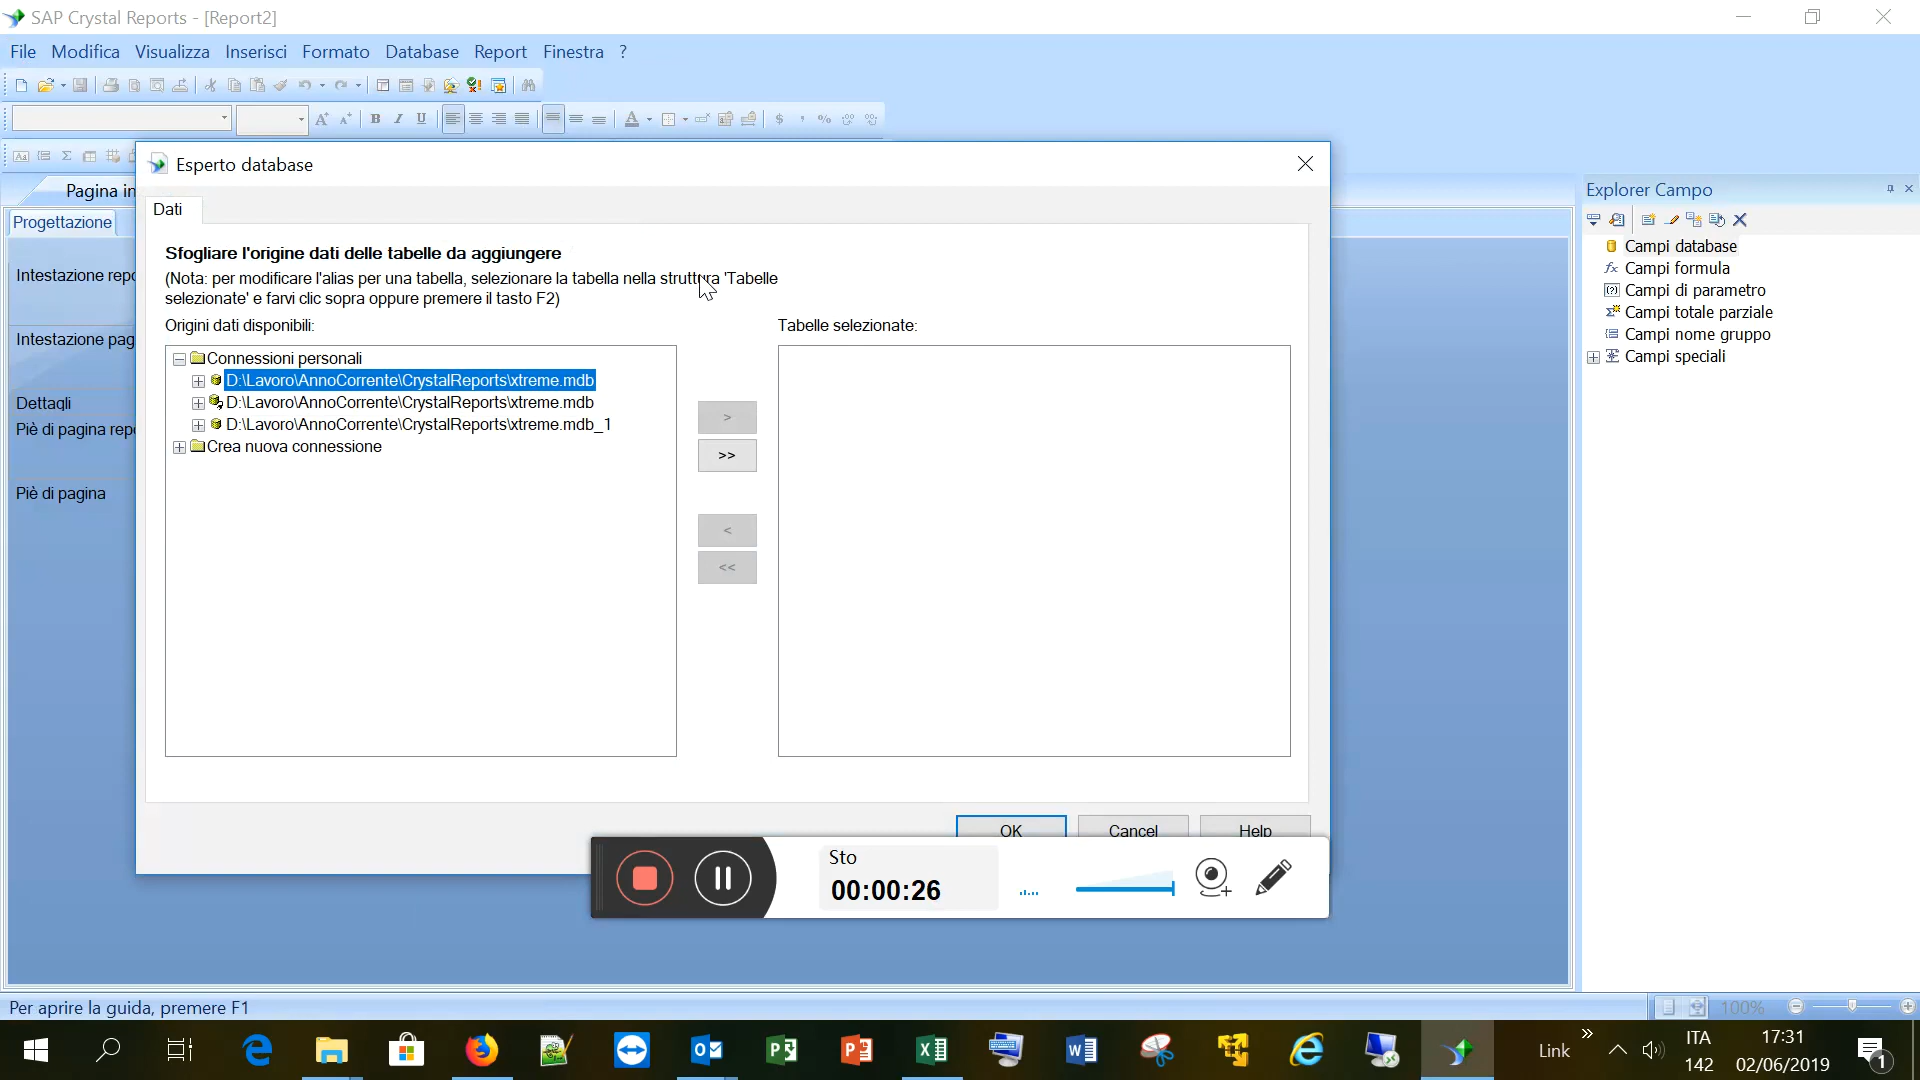 SAP Crystal Reports - [Report2]
File Modifica Visualizza Inserisci Formato Database Report Finestra ?
Pagina in
Progettazione
Intestazione repo
Intestazione pag
Dettagli
Piè di pagina repo
Piè di pagina
Esperto database
Dati
Sfogliare l'origine dati delle tabelle da aggiungere
(Nota: per modificare l'alias per una tabella, selezionare la tabella nella struttura 'Tabelle
selezionate' e farvi clic sopra oppure premere il tasto F2)
Origini dati disponibili:
Connessioni personali
D:\Lavoro\AnnoCorrente\CrystalReports\xtreme.mdb
D:\Lavoro\AnnoCorrente\CrystalReports\xtreme.mdb
D:\Lavoro\AnnoCorrente\CrystalReports\xtreme.mdb_1
Crea nuova connessione
>
>>
<
<<
Tabelle selezionate:
OK Cancel Help
Sto
00:00:26
Explorer Campo
Campi database
Campi formula
Campi di parametro
Campi totale parziale
Campi nome gruppo
Campi speciali
Per aprire la guida, premere F1
100%
Link
ITA
142
17:31
02/06/2019
1